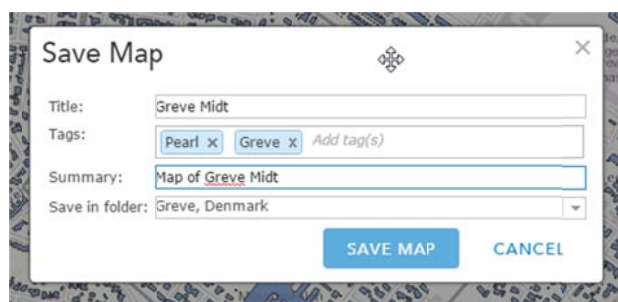 Save Map
Title: Greve Midt
Tags: Pearl x Greve x Add tag(s)
Summary: Map of Greve Midt
Save in folder: Greve, Denmark
SAVE MAP CANCEL